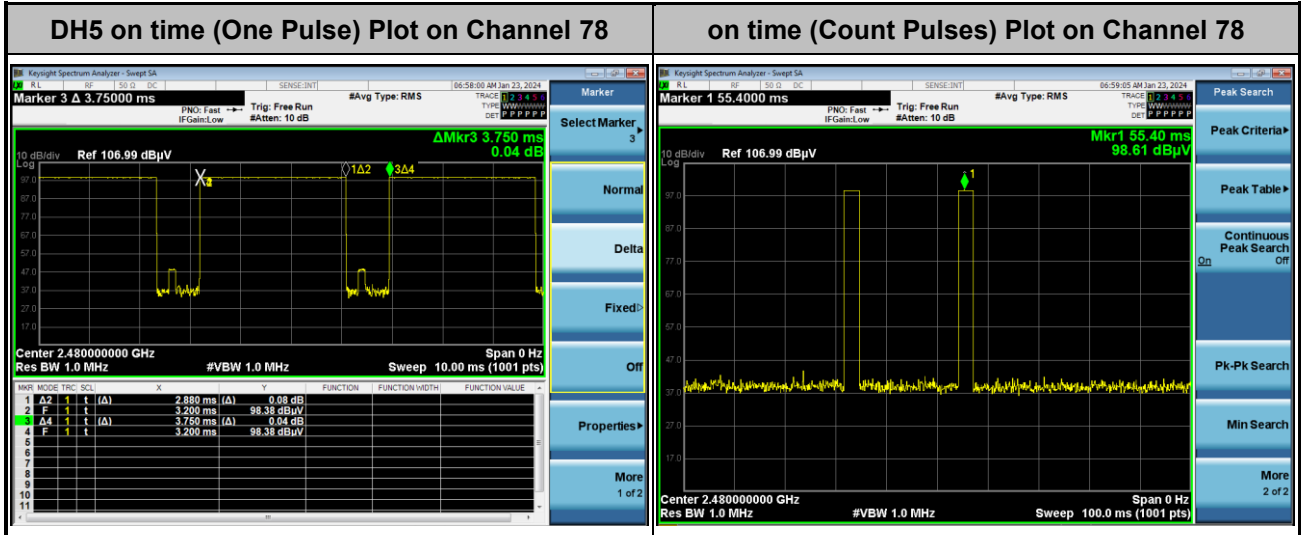 DH5 on time (One Pulse) Plot on Channel 78
on time (Count Pulses) Plot on Channel 78
Keysight Spectrum Analyzer - Swept SA
RL RF 50 Ω DC SENSE:INT 06:58:00 AM Jan 23, 2024
Marker 3 Δ 3.75000 ms
PNO: Fast Trig: Free Run
IFGain:Low #Atten: 10 dB
#Avg Type: RMS
TRACE 1 2 3 4 5 6
TYPE WWWWWW
DET P P P P P P
ΔMkr3 3.750 ms
0.04 dB
10 dB/div Ref 106.99 dBµV
Log
97.0
87.0
77.0
67.0
57.0
47.0
37.0
27.0
17.0
1Δ2
3Δ4
Center 2.480000000 GHz Span 0 Hz
Res BW 1.0 MHz #VBW 1.0 MHz Sweep 10.00 ms (1001 pts)
MKR MODE TRC SCL X Y FUNCTION FUNCTION WIDTH FUNCTION VALUE
1 Δ2 1 t (Δ) 2.880 ms (Δ) 0.08 dB
2 F 1 t 3.200 ms 98.38 dBµV
3 Δ4 1 t (Δ) 3.750 ms (Δ) 0.04 dB
4 F 1 t 3.200 ms 98.38 dBµV
5
6
7
8
9
10
11
Marker
Select Marker
3
Normal
Delta
Fixed
Off
Properties
More
1 of 2
Keysight Spectrum Analyzer - Swept SA
RL RF 50 Ω DC SENSE:INT 06:59:05 AM Jan 23, 2024
Marker 1 55.4000 ms
PNO: Fast Trig: Free Run
IFGain:Low #Atten: 10 dB
#Avg Type: RMS
TRACE 1 2 3 4 5 6
TYPE WWWWWW
DET P P P P P P
Mkr1 55.40 ms
98.61 dBµV
10 dB/div Ref 106.99 dBµV
Log
97.0
87.0
77.0
67.0
57.0
47.0
37.0
27.0
17.0
1
Center 2.480000000 GHz Span 0 Hz
Res BW 1.0 MHz #VBW 1.0 MHz Sweep 100.0 ms (1001 pts)
Peak Search
Peak Criteria
Peak Table
Continuous
Peak Search
On Off
Pk-Pk Search
Min Search
More
2 of 2